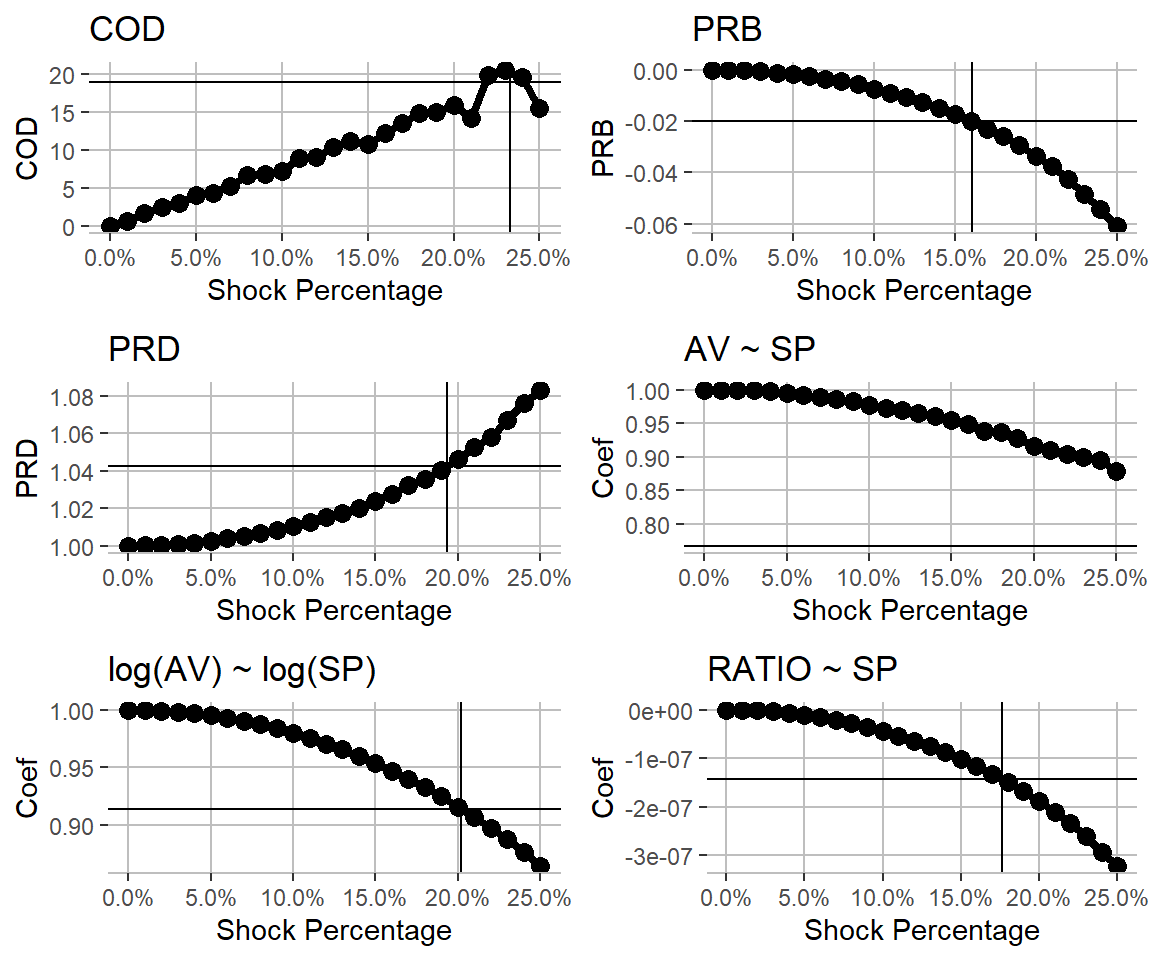 COD
COD
20
15
10
5
0
0.0% 5.0% 10.0% 15.0% 20.0% 25.0%
Shock Percentage
PRB
PRB
0.00
-0.02
-0.04
-0.06
0.0% 5.0% 10.0% 15.0% 20.0% 25.0%
Shock Percentage
PRD
PRD
1.08
1.06
1.04
1.02
1.00
0.0% 5.0% 10.0% 15.0% 20.0% 25.0%
Shock Percentage
AV ~ SP
Coef
1.00
0.95
0.90
0.85
0.80
0.0% 5.0% 10.0% 15.0% 20.0% 25.0%
Shock Percentage
log(AV) ~ log(SP)
Coef
1.00
0.95
0.90
0.0% 5.0% 10.0% 15.0% 20.0% 25.0%
Shock Percentage
RATIO ~ SP
Coef
0e+00
-1e-07
-2e-07
-3e-07
0.0% 5.0% 10.0% 15.0% 20.0% 25.0%
Shock Percentage